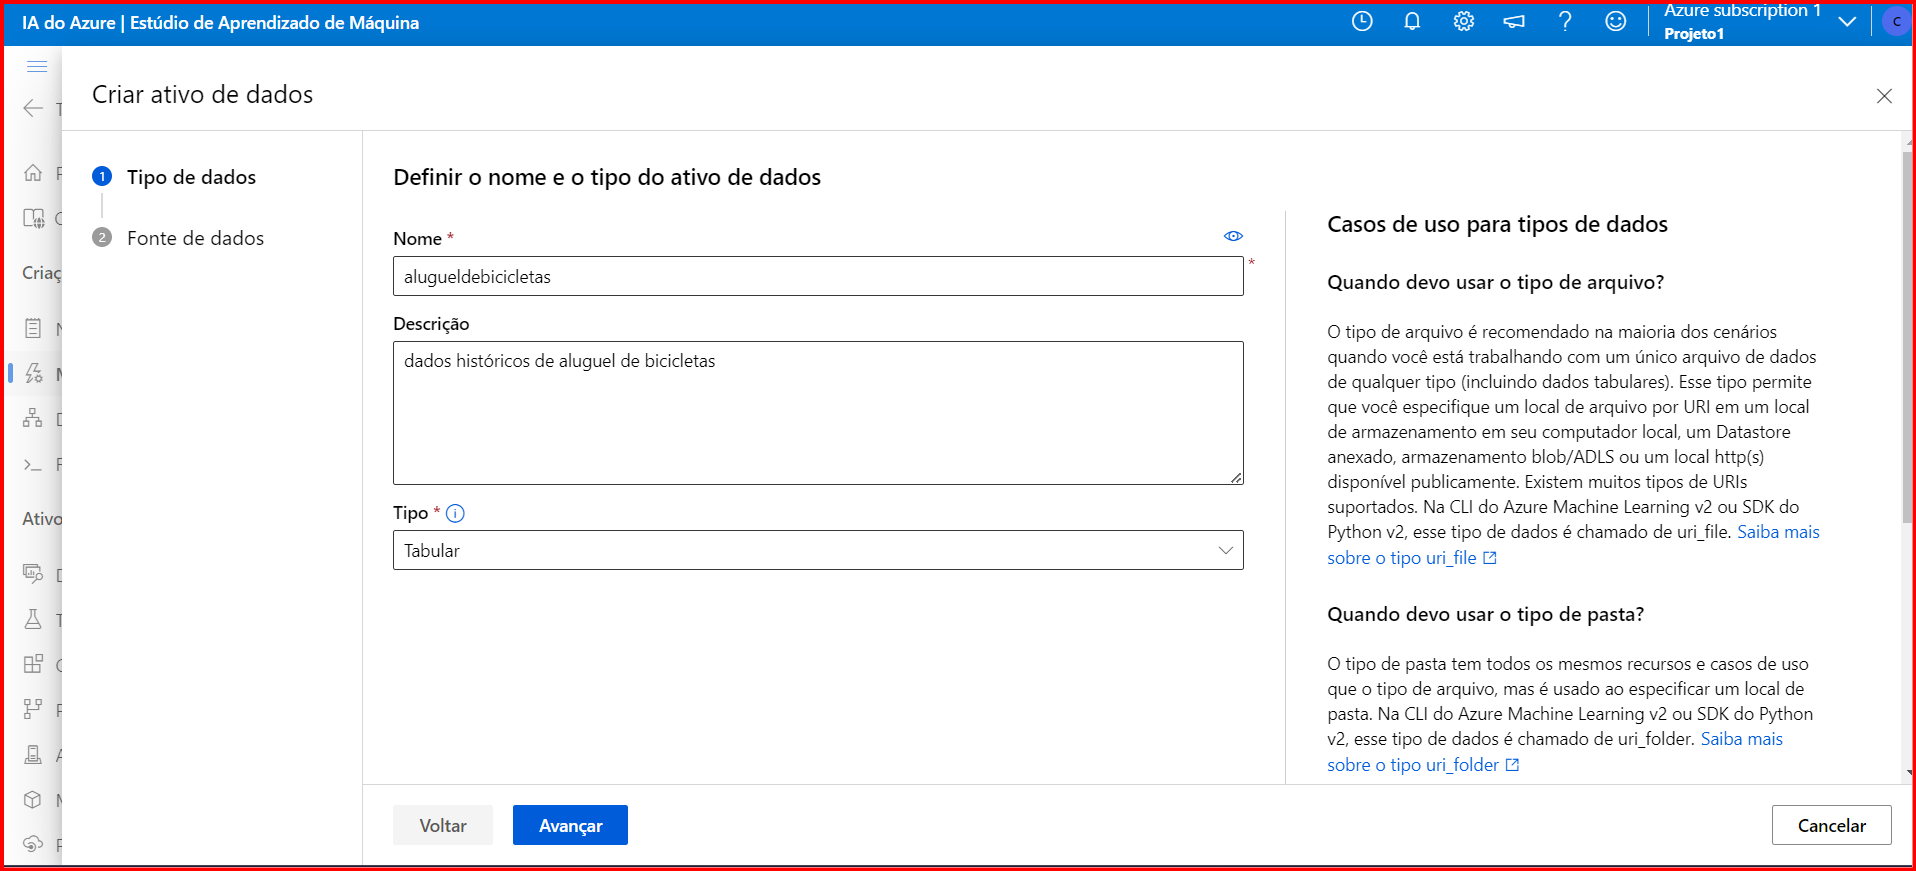 IA do Azure | Estúdio de Aprendizado de Máquina
Azure subscription 1
Projeto1
C
Criar ativo de dados
1 Tipo de dados
2 Fonte de dados
Criaç
Ativo
Definir o nome e o tipo do ativo de dados
Nome *
alugueldebicicletas *
Descrição
dados históricos de aluguel de bicicletas
Tipo *
Tabular
Casos de uso para tipos de dados
Quando devo usar o tipo de arquivo?
O tipo de arquivo é recomendado na maioria dos cenários
quando você está trabalhando com um único arquivo de dados
de qualquer tipo (incluindo dados tabulares). Esse tipo permite
que você especifique um local de arquivo por URI em um local
de armazenamento em seu computador local, um Datastore
anexado, armazenamento blob/ADLS ou um local http(s)
disponível publicamente. Existem muitos tipos de URIs
suportados. Na CLI do Azure Machine Learning v2 ou SDK do
Python v2, esse tipo de dados é chamado de uri_file. Saiba mais
sobre o tipo uri_file
Quando devo usar o tipo de pasta?
O tipo de pasta tem todos os mesmos recursos e casos de uso
que o tipo de arquivo, mas é usado ao especificar um local de
pasta. Na CLI do Azure Machine Learning v2 ou SDK do Python
v2, esse tipo de dados é chamado de uri_folder. Saiba mais
sobre o tipo uri_folder
Voltar
Avançar
Cancelar